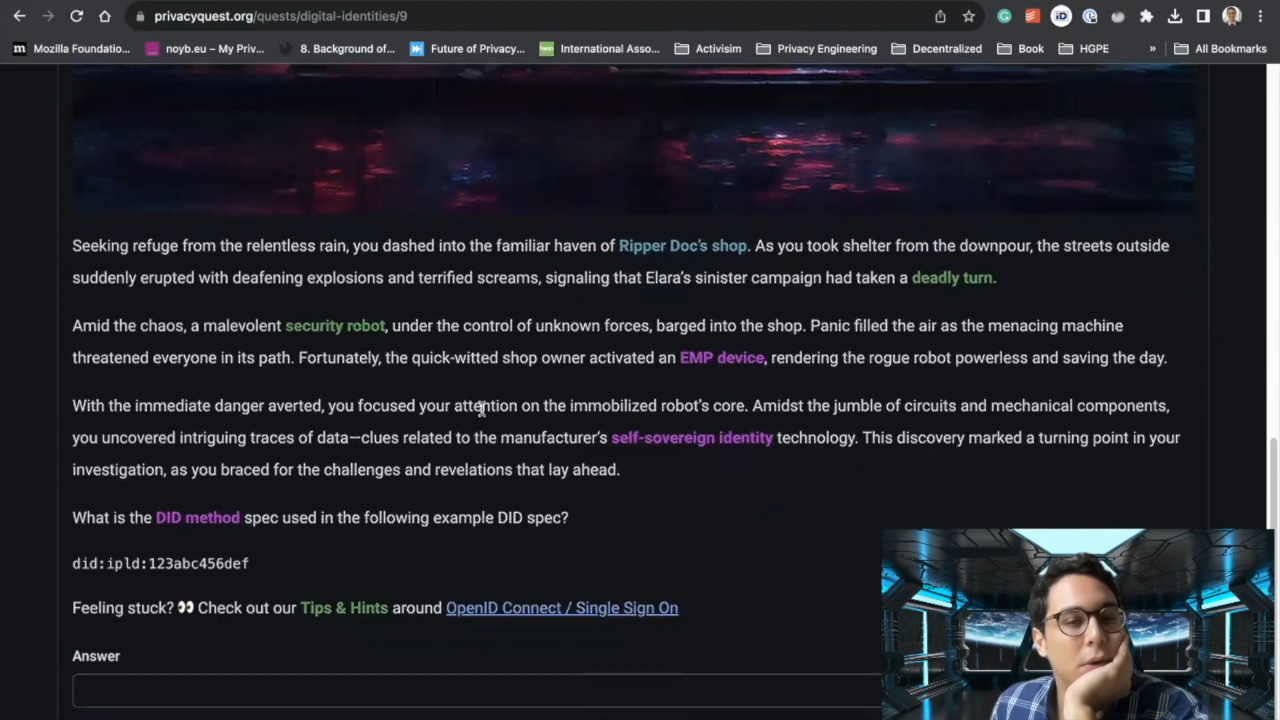 privacyquest.org/quests/digital-identities/9
Mozilla Foundatio... noyb.eu – My Priv... 8. Background of... Future of Privacy... International Asso... Activisim Privacy Engineering Decentralized Book HGPE » All Bookmarks
Seeking refuge from the relentless rain, you dashed into the familiar haven of Ripper Doc's shop. As you took shelter from the downpour, the streets outside
suddenly erupted with deafening explosions and terrified screams, signaling that Elara's sinister campaign had taken a deadly turn.
Amid the chaos, a malevolent security robot, under the control of unknown forces, barged into the shop. Panic filled the air as the menacing machine
threatened everyone in its path. Fortunately, the quick-witted shop owner activated an EMP device, rendering the rogue robot powerless and saving the day.
With the immediate danger averted, you focused your attention on the immobilized robot's core. Amidst the jumble of circuits and mechanical components,
you uncovered intriguing traces of data—clues related to the manufacturer's self-sovereign identity technology. This discovery marked a turning point in your
investigation, as you braced for the challenges and revelations that lay ahead.
What is the DID method spec used in the following example DID spec?
did:ipld:123abc456def
Feeling stuck? 👀 Check out our Tips & Hints around OpenID Connect / Single Sign On
Answer